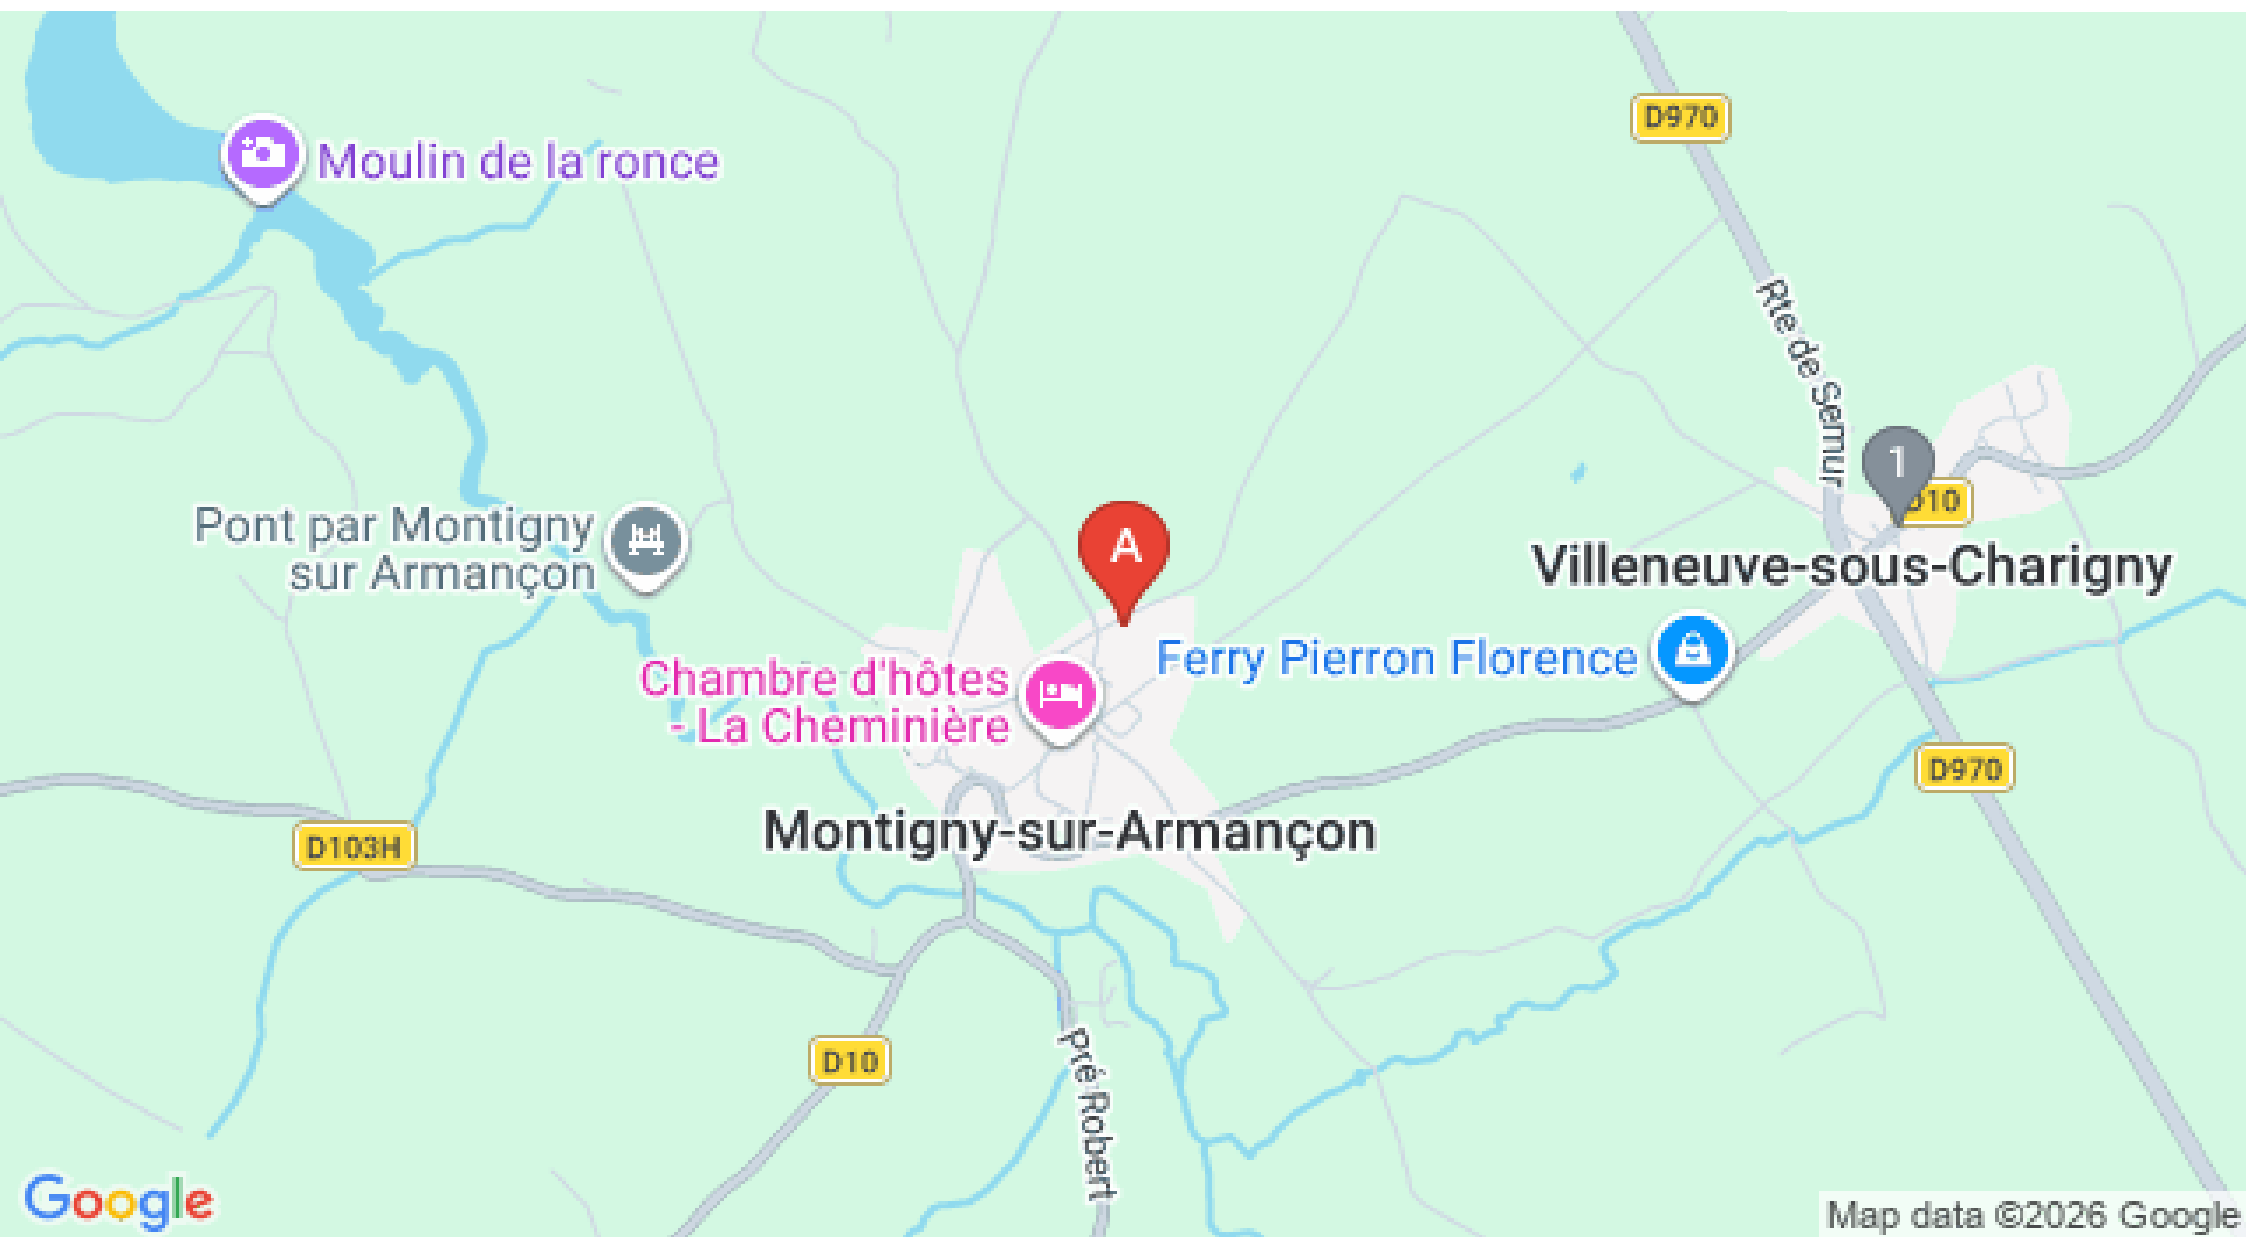 D970
Moulin de la ronce
Rte de Semur
1
D10
Pont par Montigny
sur Armançon
A
Villeneuve-sous-Charigny
Ferry Pierron Florence
Chambre d'hôtes
- La Cheminière
D970
Montigny-sur-Armançon
D103H
D10
pré Robert
Google
Map data ©2026 Google